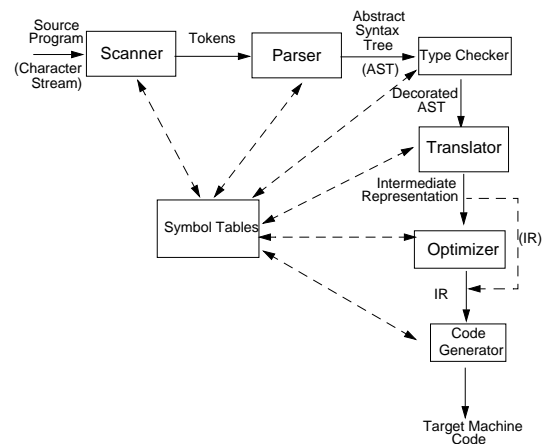 Source
Program
(Character
Stream)
Scanner
Tokens
Parser
Abstract
Syntax
Tree
(AST)
Type Checker
Decorated
AST
Translator
Intermediate
Representation
Symbol Tables
Optimizer
(IR)
IR
Code
Generator
Target Machine
Code